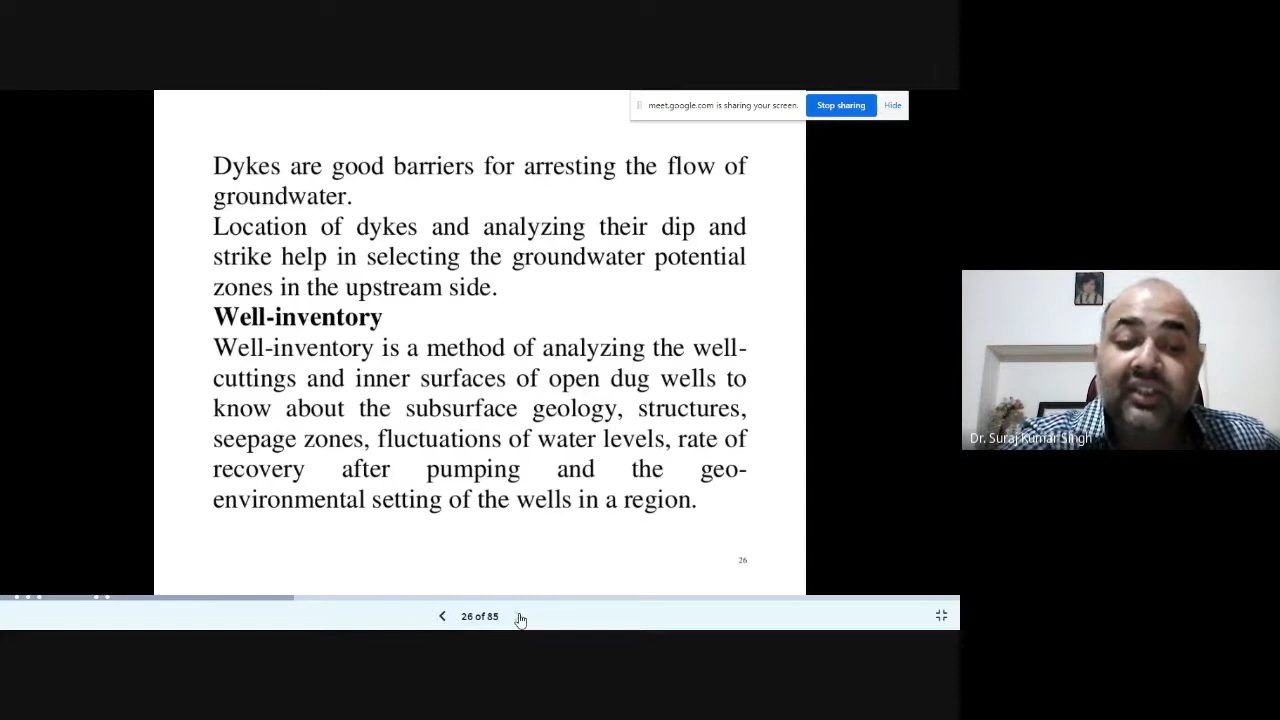 meet.google.com is sharing your screen.
Stop sharing
Hide
Dykes are good barriers for arresting the flow of
groundwater.
Location of dykes and analyzing their dip and
strike help in selecting the groundwater potential
zones in the upstream side.
Well-inventory
Well-inventory is a method of analyzing the well-
cuttings and inner surfaces of open dug wells to
know about the subsurface geology, structures,
seepage zones, fluctuations of water levels, rate of
recovery after pumping and the geo-
environmental setting of the wells in a region.
26
26 of 85
Dr. Suraj Kumar Singh